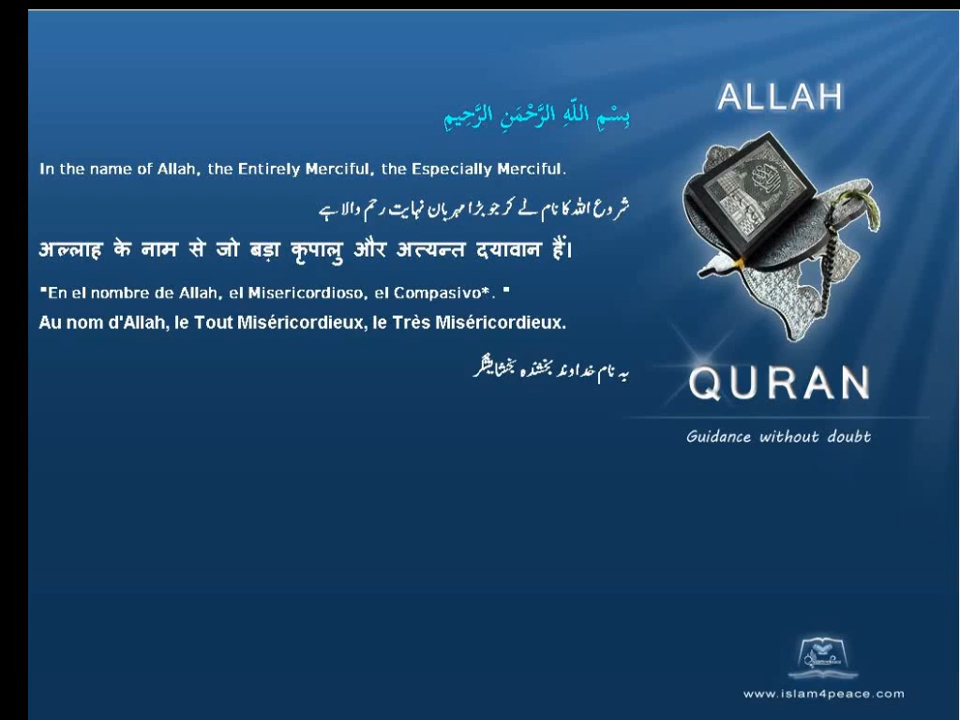 بِسْمِ اللّهِ الرَّحْمَنِ الرَّحِيمِ
In the name of Allah, the Entirely Merciful, the Especially Merciful.
شروع الله کا نام لے کر جو بڑا مہربان نہایت رحم والا ہے
अल्लाह के नाम से जो बड़ा कृपालु और अत्यन्त दयावान हैं।
"En el nombre de Allah, el Misericordioso, el Compasivo*. "
Au nom d'Allah, le Tout Miséricordieux, le Très Miséricordieux.
به نام خداوند بخشنده بخشایشگر
ALLAH
QURAN
Guidance without doubt
www.islam4peace.com